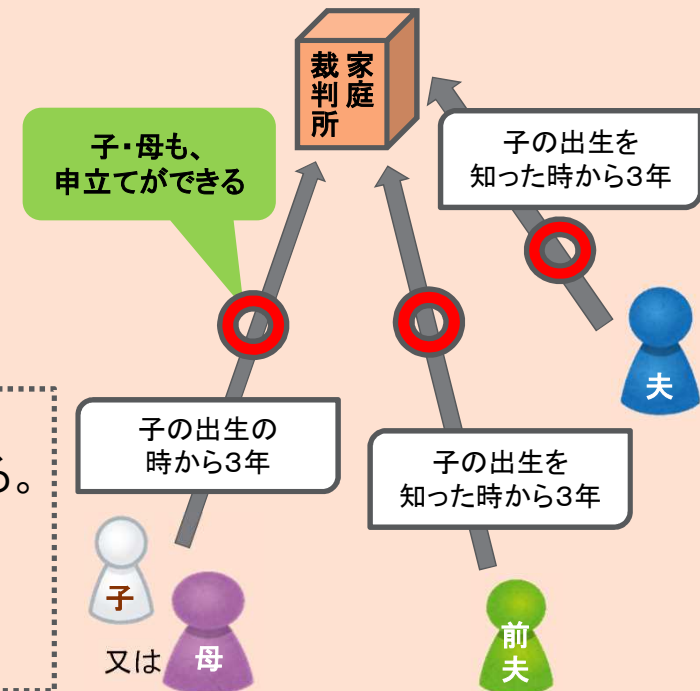 家庭
裁判所
子・母も、
申立てができる
子の出生を
知った時から3年
夫
子の出生の
時から3年
る。
子の出生を
知った時から3年
子
又は
母
前夫